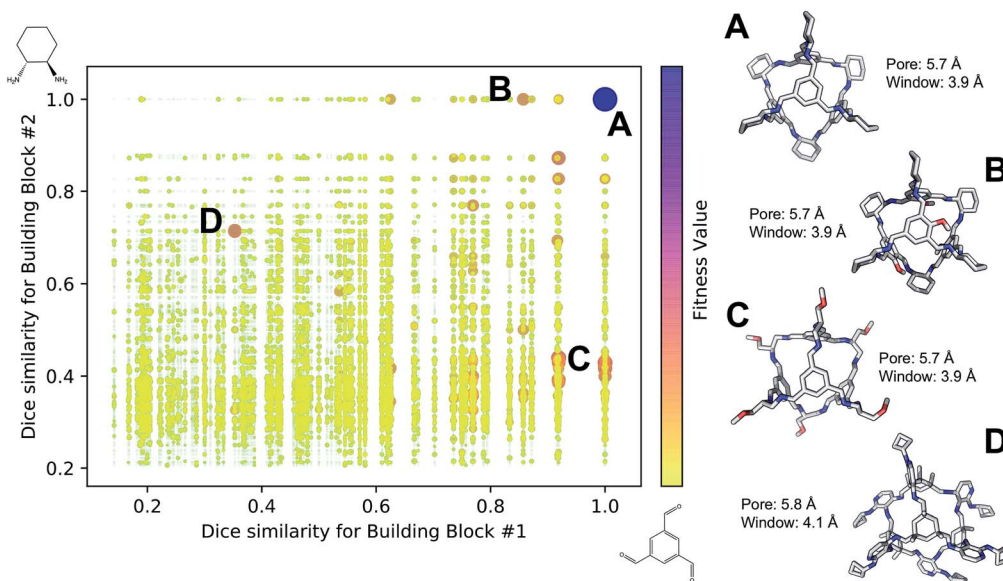 H₂N
NH₂
Dice similarity for Building Block #2
1.0
0.8
0.6
0.4
0.2
0.2
0.4
0.6
0.8
1.0
Dice similarity for Building Block #1
B
A
D
C
Fitness Value
O
O
O
A
Pore: 5.7 Å
Window: 3.9 Å
B
Pore: 5.7 Å
Window: 3.9 Å
C
Pore: 5.7 Å
Window: 3.9 Å
D
Pore: 5.8 Å
Window: 4.1 Å